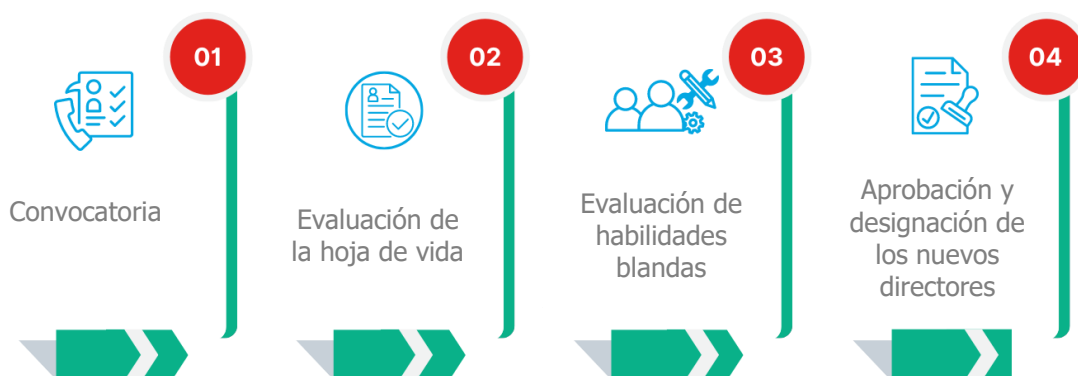 01
Convocatoria
02
Evaluación de
la hoja de vida
03
Evaluación de
habilidades
blandas
04
Aprobación y
designación de
los nuevos
directores